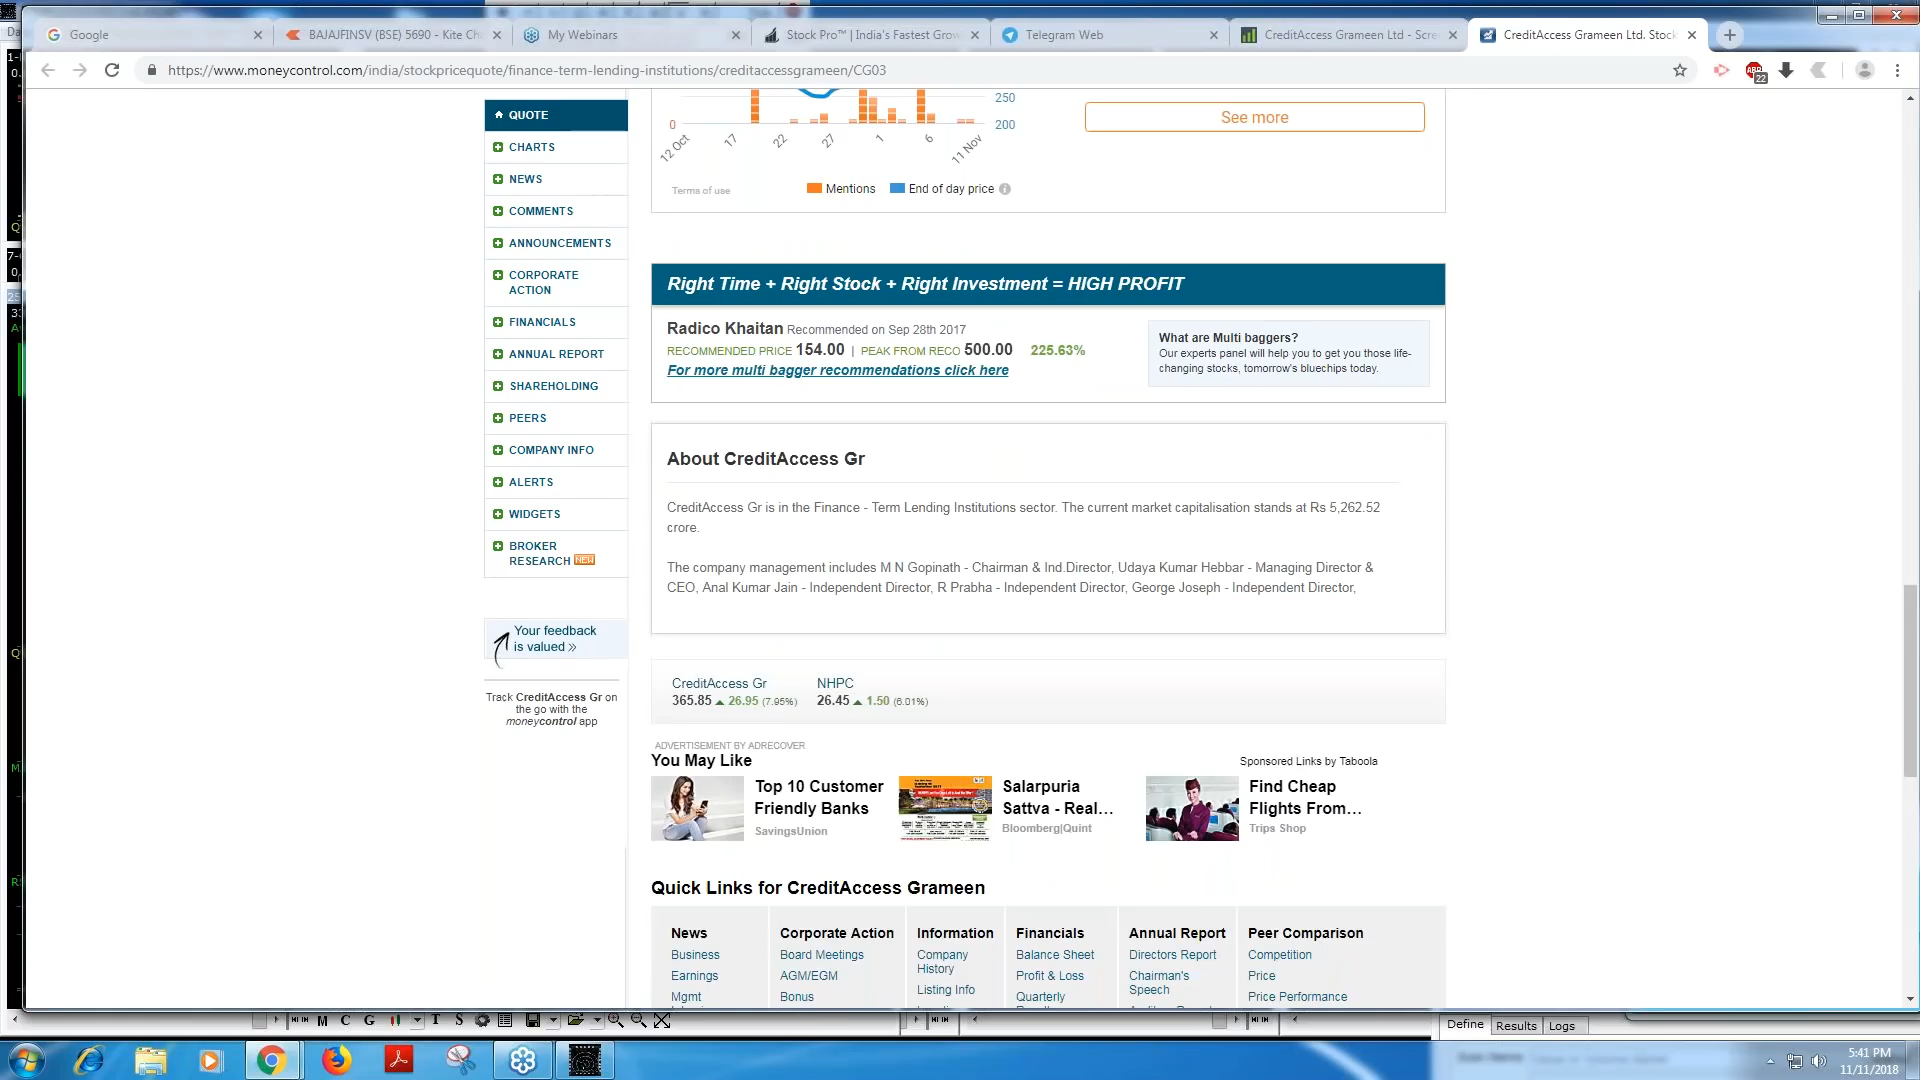 Google
BAJAJFINSV (BSE) 5690 - Kite Ch
My Webinars
Stock Pro™ | India's Fastest Grow
Telegram Web
CreditAccess Grameen Ltd - Scre
CreditAccess Grameen Ltd. Stock
https://www.moneycontrol.com/india/stockpricequote/finance-term-lending-institutions/creditaccessgrameen/CG03
22
QUOTE
CHARTS
NEWS
COMMENTS
ANNOUNCEMENTS
CORPORATE
ACTION
FINANCIALS
ANNUAL REPORT
SHAREHOLDING
PEERS
COMPANY INFO
ALERTS
WIDGETS
BROKER
RESEARCH NEW
Your feedback
is valued »
Track CreditAccess Gr on
the go with the
moneycontrol app
250
0 200
12 Oct 17 22 27 1 6 11 Nov
Terms of use Mentions End of day price
See more
Right Time + Right Stock + Right Investment = HIGH PROFIT
Radico Khaitan Recommended on Sep 28th 2017
RECOMMENDED PRICE 154.00 | PEAK FROM RECO 500.00 225.63%
For more multi bagger recommendations click here
What are Multi baggers?
Our experts panel will help you to get you those life-
changing stocks, tomorrow's bluechips today.
About CreditAccess Gr
CreditAccess Gr is in the Finance - Term Lending Institutions sector. The current market capitalisation stands at Rs 5,262.52
crore.
The company management includes M N Gopinath - Chairman & Ind.Director, Udaya Kumar Hebbar - Managing Director &
CEO, Anal Kumar Jain - Independent Director, R Prabha - Independent Director, George Joseph - Independent Director,
CreditAccess Gr NHPC
365.85 26.95 (7.95%) 26.45 1.50 (6.01%)
ADVERTISEMENT BY ADRECOVER
You May Like
Sponsored Links by Taboola
Top 10 Customer
Friendly Banks
SavingsUnion
Salarpuria
Sattva - Real...
Bloomberg|Quint
Find Cheap
Flights From...
Trips Shop
Quick Links for CreditAccess Grameen
News
Business
Earnings
Mgmt
Corporate Action
Board Meetings
AGM/EGM
Bonus
Information
Company
History
Listing Info
Financials
Balance Sheet
Profit & Loss
Quarterly
Annual Report
Directors Report
Chairman's
Speech
Peer Comparison
Competition
Price
Price Performance
M C G T S
Define Results Logs
5:41 PM
11/11/2018